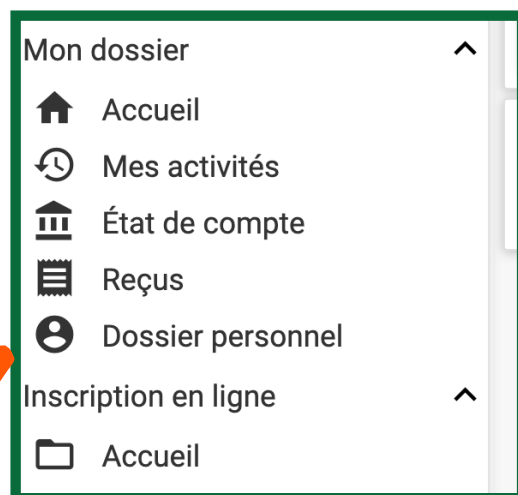 Mon dossier
Accueil
Mes activités
État de compte
Reçus
Dossier personnel
Inscription en ligne
Accueil